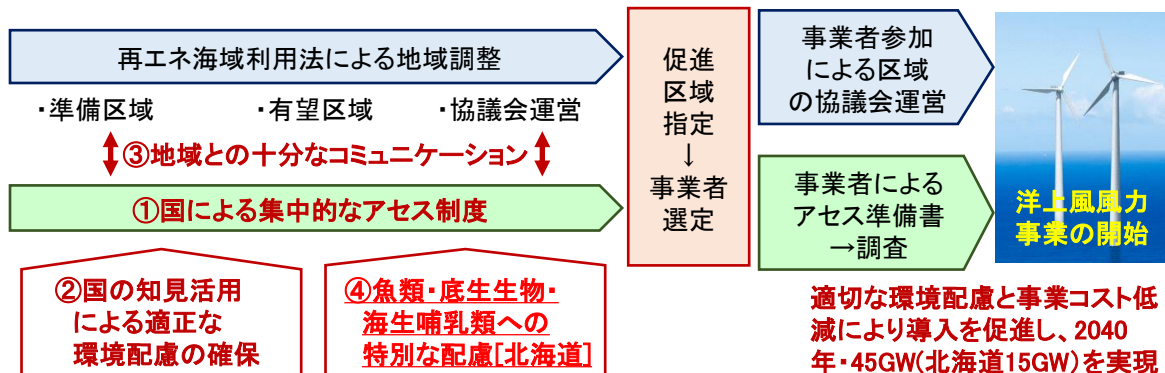 再エネ海域利用法による地域調整
・準備区域
・有望区域
・協議会運営
③地域との十分なコミュニケーション
①国による集中的なアセス制度
②国の知見活用
による適正な
環境配慮の確保
④魚類・底生生物・
海生哺乳類への
特別な配慮[北海道]
促進
区域
指定
↓
事業者
選定
事業者参加
による区域
の協議会運営
事業者による
アセス準備書
→調査
洋上風風力
事業の開始
適切な環境配慮と事業コスト低
減により導入を促進し、2040
年・45GW(北海道15GW)を実現